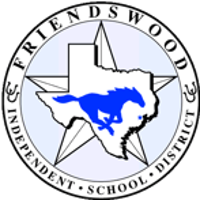 FRIENDSWOOD
INDEPENDENT • SCHOOL • DISTRICT